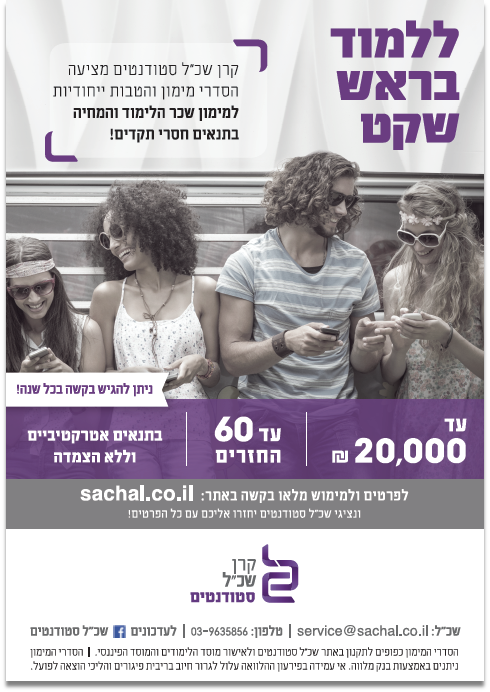 ללמוד
בראש
שקט
קרן שכ"ל סטודנטים מציעה
הסדרי מימון והטבות ייחודיות
למימון שכר הלימוד והמחיה
בתנאים חסרי תקדים!
ניתן להגיש בקשה בכל שנה!
עד
20,000 ₪
עד 60
החזרים
בתנאים אטרקטיביים
וללא הצמדה
לפרטים ולמימוש מלאו בקשה באתר: sachal.co.il
ונציגי שכ"ל סטודנטים יחזרו אליכם עם כל הפרטים!
קרן
שכ"ל
סטודנטים
שכ"ל: service@sachal.co.il | טלפון: 03-9635856 | לעדכונים f שכ"ל סטודנטים
הסדרי המימון כפופים לתקנון באתר שכ"ל סטודנטים ולאישור מוסד הלימודים והמוסד הפיננסי. | הסדרי המימון
ניתנים באמצעות בנק מלווה. אי עמידה בפירעון ההלוואה עלול לגרור חיוב בריבית פיגורים והליכי הוצאה לפועל.